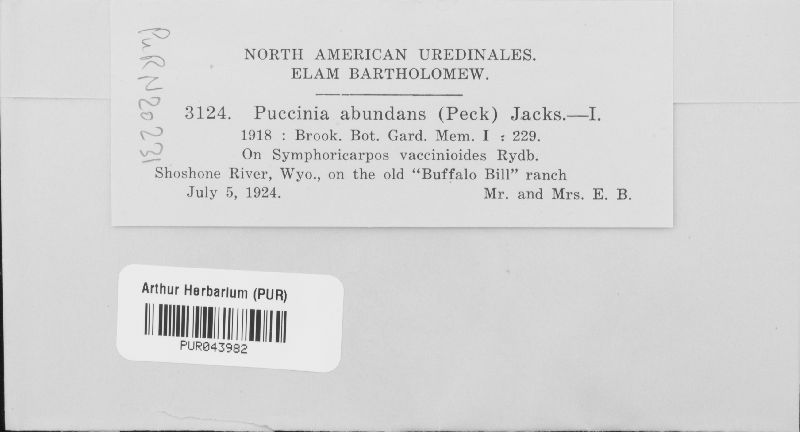 PuRN20231
NORTH AMERICAN UREDINALES.
ELAM BARTHOLOMEW.
3124. Puccinia abundans (Peck) Jacks.—I.
1918 : Brook. Bot. Gard. Mem. I : 229.
On Symphoricarpos vaccinioides Rydb.
Shoshone River, Wyo., on the old "Buffalo Bill" ranch
July 5, 1924. Mr. and Mrs. E. B.
Arthur Herbarium (PUR)
PUR043982